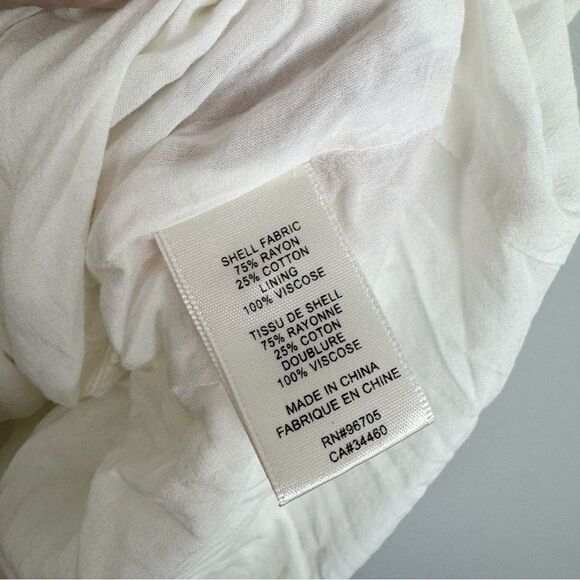 SHELL FABRIC
75% RAYON
25% COTTON
LINING
100% VISCOSE
TISSU DE SHELL
75% RAYONNE
25% COTON
DOUBLURE
100% VISCOSE
MADE IN CHINA
FABRIQUE EN CHINE
RN#96705
CA#34460